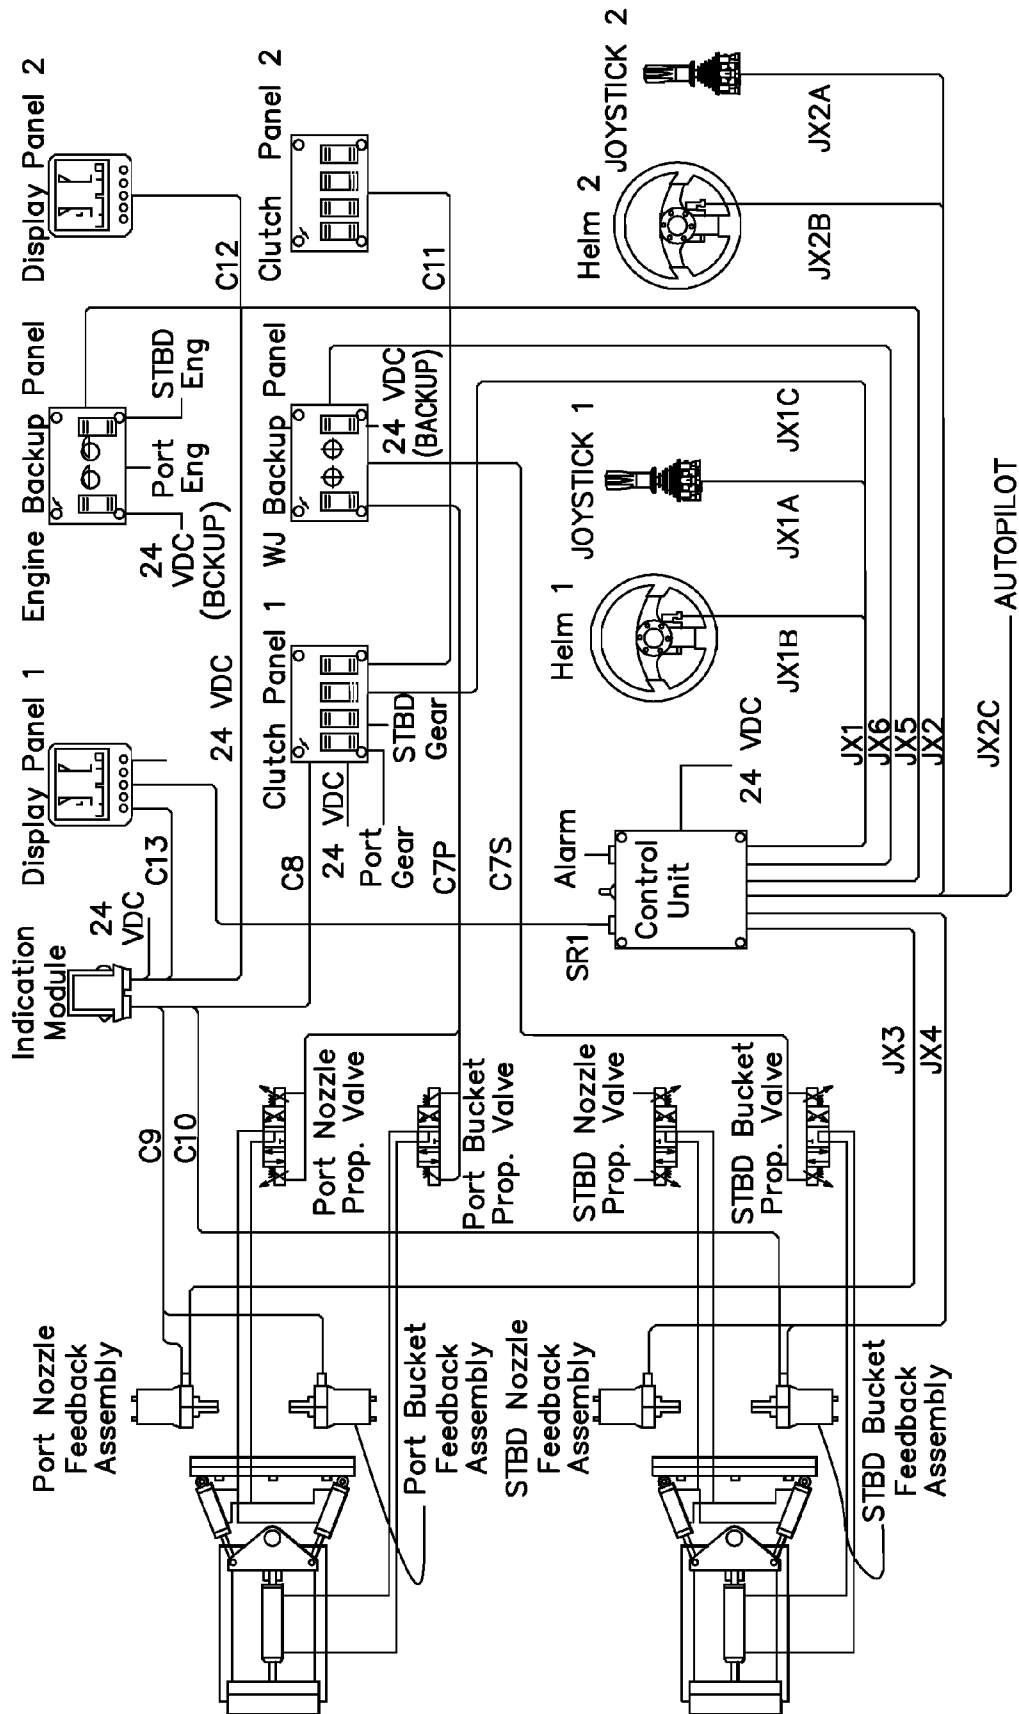 Indication
Module
24
VDC
Display Panel 1
C13
24 VDC
Engine Backup Panel
24
VDC
(BCKUP)
Port
Eng
STBD
Eng
Display Panel 2
C12
C9
C10
C8
Clutch Panel 1
24 VDC
Port
Gear
STBD
Gear
WJ Backup Panel
24 VDC
(BACKUP)
Clutch Panel 2
C11
C7P
C7S
Port Nozzle
Prop. Valve
Port Bucket
Prop. Valve
STBD Nozzle
Prop. Valve
STBD Bucket
Prop. Valve
Port Nozzle
Feedback
Assembly
Port Bucket
Feedback
Assembly
STBD Nozzle
Feedback
Assembly
STBD Bucket
Feedback
Assembly
SR1
Alarm
Control
Unit
24 VDC
Helm 1
JOYSTICK 1
JX1B
JX1A
JX1C
Helm 2
JOYSTICK 2
JX2B
JX2A
JX1
JX6
JX5
JX2
JX3
JX4
JX2C
AUTOPILOT